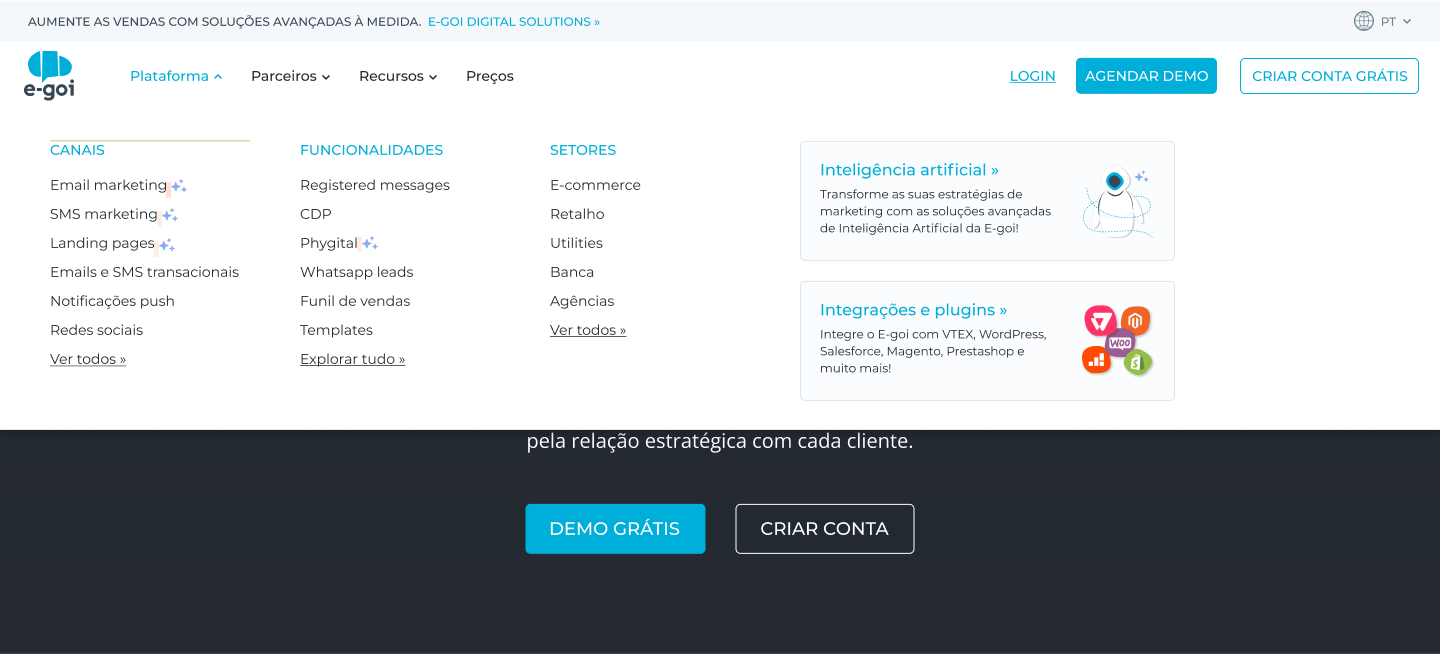 AUMENTE AS VENDAS COM SOLUÇÕES AVANÇADAS À MEDIDA. E-GOI DIGITAL SOLUTIONS »
PT
e-goi
Plataforma
Parceiros
Recursos
Preços
LOGIN
AGENDAR DEMO
CRIAR CONTA GRÁTIS
CANAIS
Email marketing
SMS marketing
Landing pages
Emails e SMS transacionais
Notificações push
Redes sociais
Ver todos »
FUNCIONALIDADES
Registered messages
CDP
Phygital
Whatsapp leads
Funil de vendas
Templates
Explorar tudo »
SETORES
E-commerce
Retalho
Utilities
Banca
Agências
Ver todos »
Inteligência artificial »
Transforme as suas estratégias de
marketing com as soluções avançadas
de Inteligência Artificial da E-goi!
Integrações e plugins »
Integre o E-goi com VTEX, WordPress,
Salesforce, Magento, Prestashop e
muito mais!
WOO
pela relação estratégica com cada cliente.
DEMO GRÁTIS
CRIAR CONTA